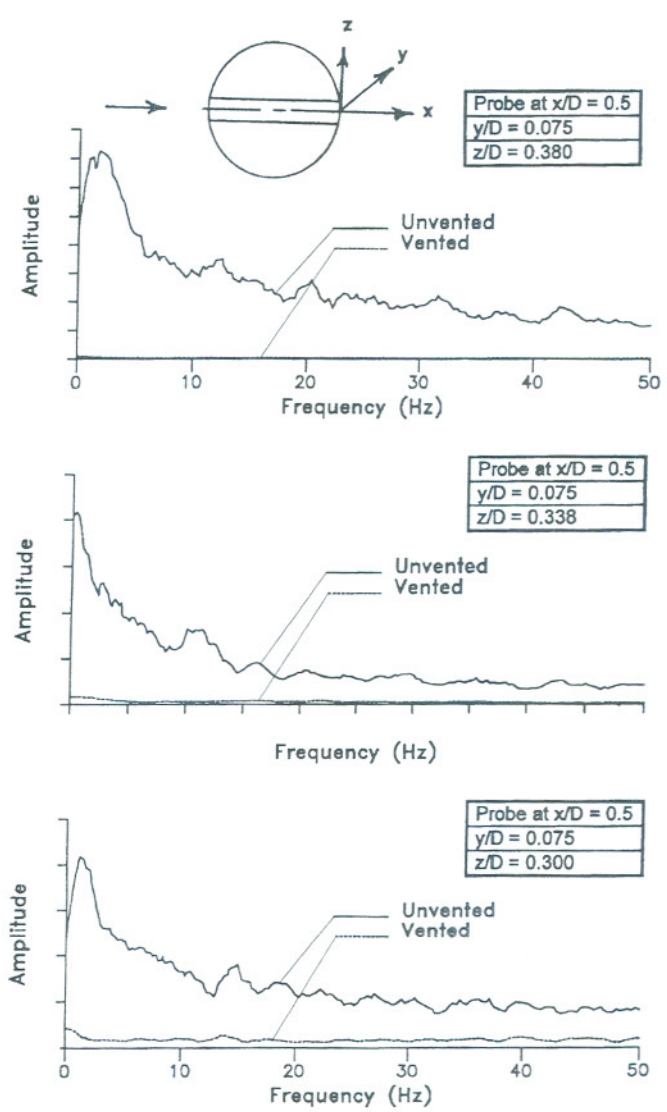 z
y
x
Probe at x/D = 0.5
y/D = 0.075
z/D = 0.380
Amplitude
Unvented
Vented
0 10 20 30 40 50
Frequency (Hz)
Probe at x/D = 0.5
y/D = 0.075
z/D = 0.338
Amplitude
Unvented
Vented
Frequency (Hz)
Probe at x/D = 0.5
y/D = 0.075
z/D = 0.300
Amplitude
Unvented
Vented
0 10 20 30 40 50
Frequency (Hz)